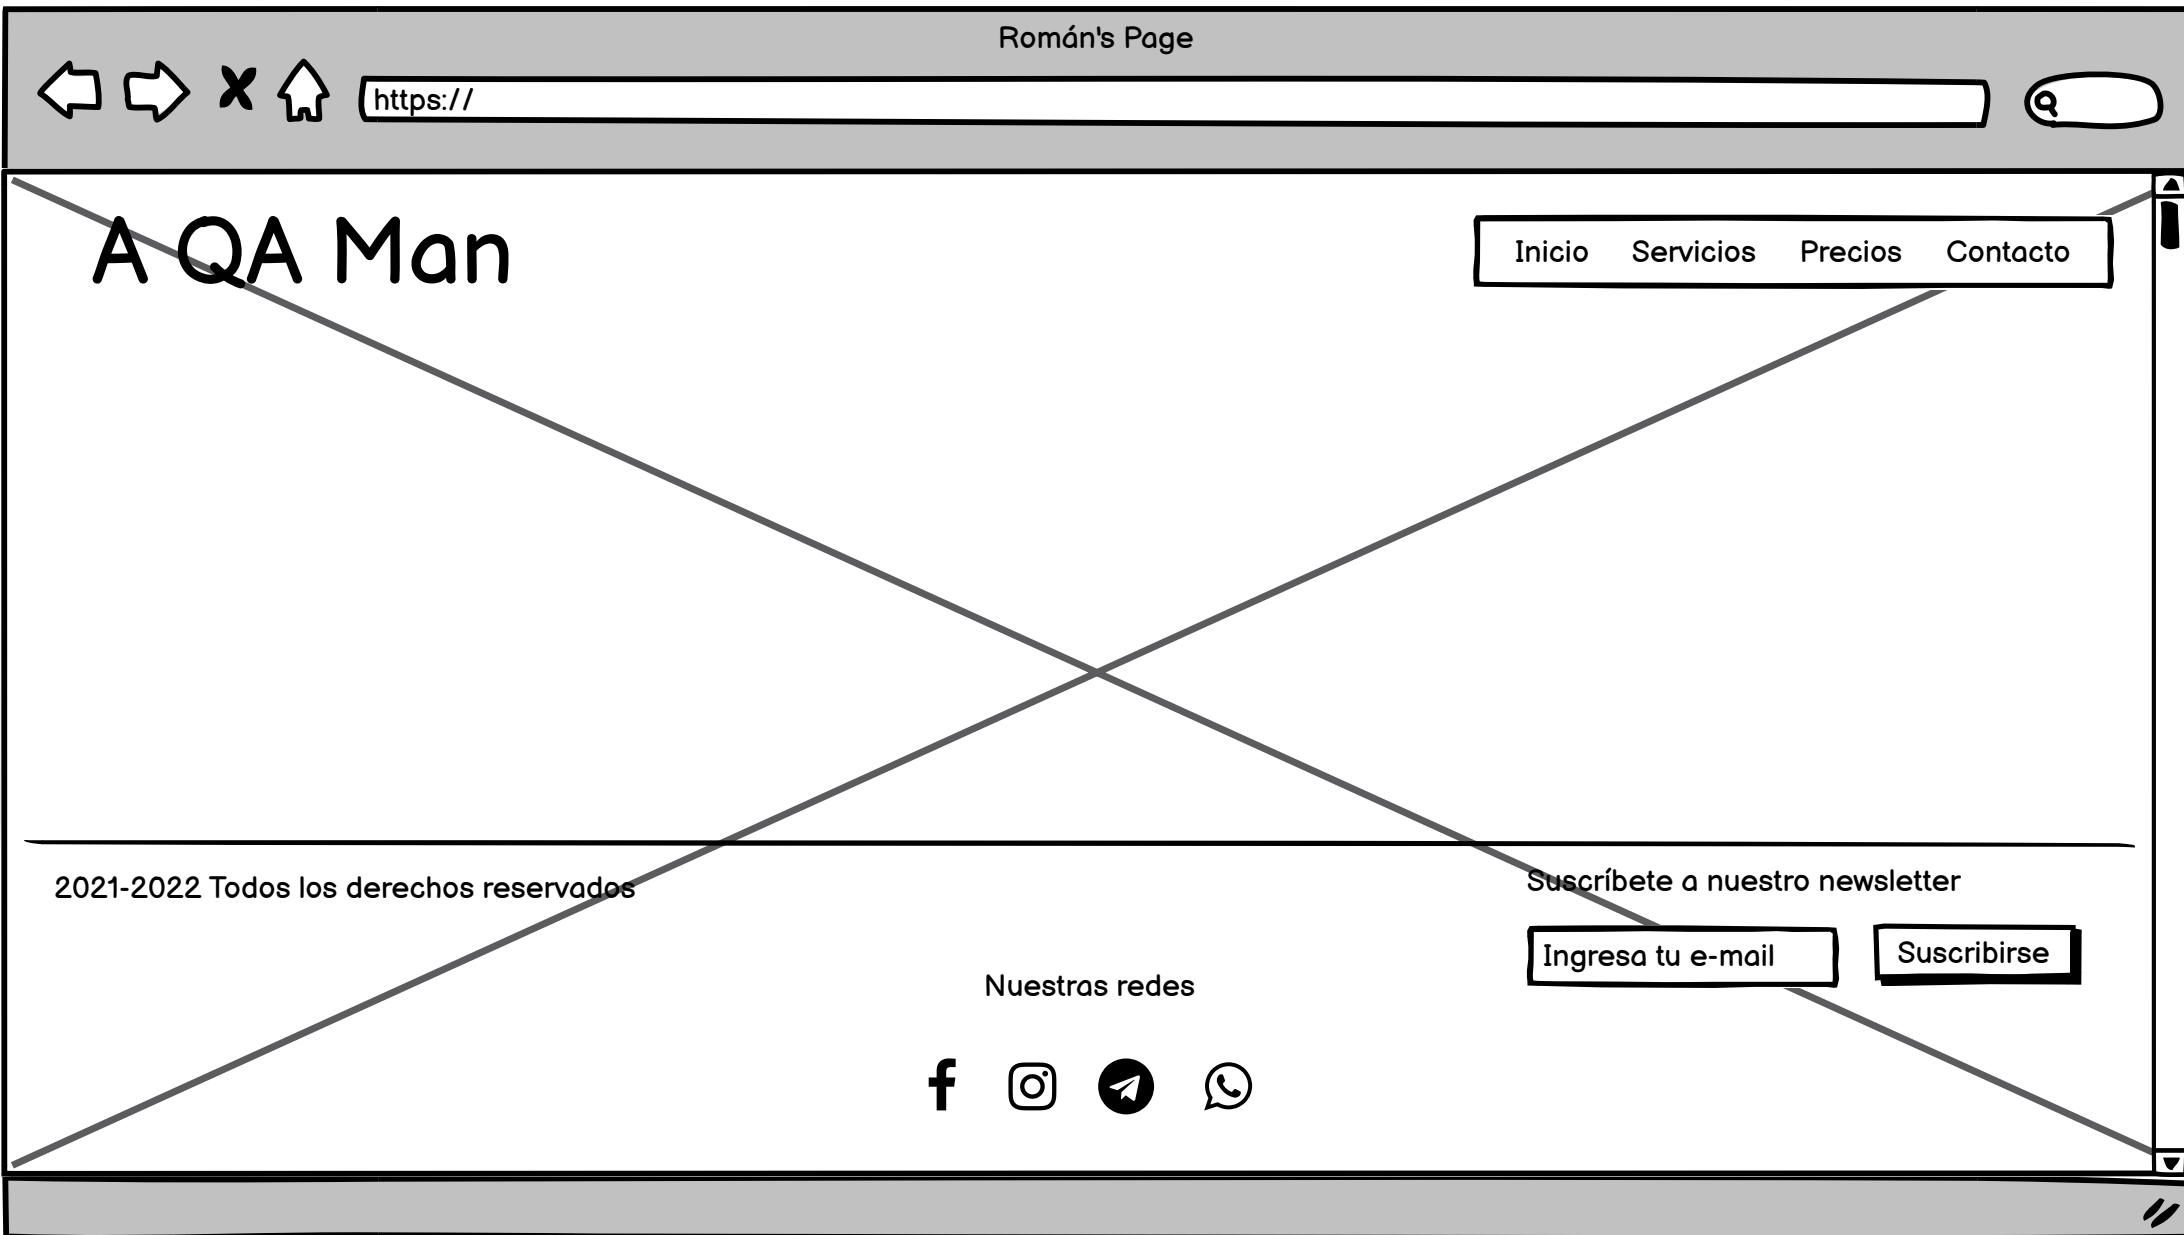 Román's Page
https://
A QA Man
Inicio Servicios Precios Contacto
2021-2022 Todos los derechos reservados
Suscríbete a nuestro newsletter
Ingresa tu e-mail
Suscribirse
Nuestras redes